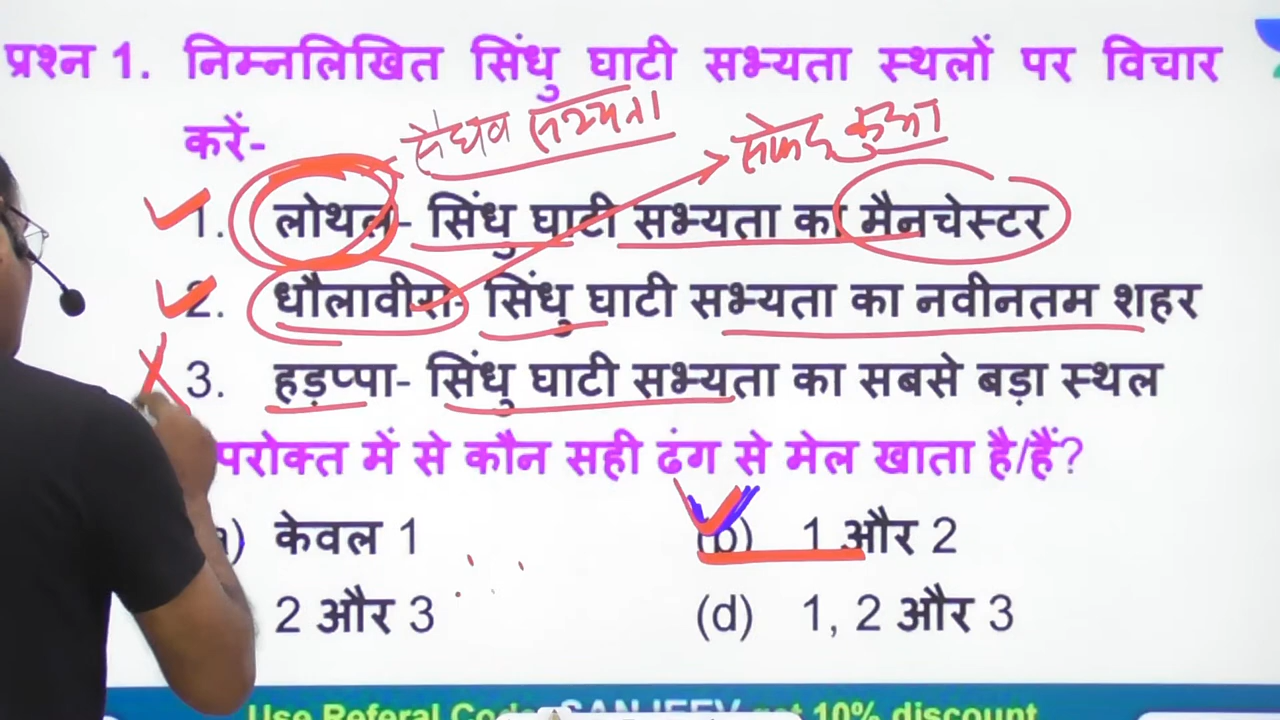 प्रश्न 1. निम्नलिखित सिंधु घाटी सभ्यता स्थलों पर विचार
करें-
सैंधव सभ्यता
कुआ
1. लोथल- सिंधु घाटी सभ्यता का मैनचेस्टर
2. धौलावीरा- सिंधु घाटी सभ्यता का नवीनतम शहर
3. हड़प्पा- सिंधु घाटी सभ्यता का सबसे बड़ा स्थल
परोक्त में से कौन सही ढंग से मेल खाता है/हैं?
केवल 1 (b) 1 और 2
2 और 3 (d) 1, 2 और 3
Use Referal Code SANJEEV get 10% discount